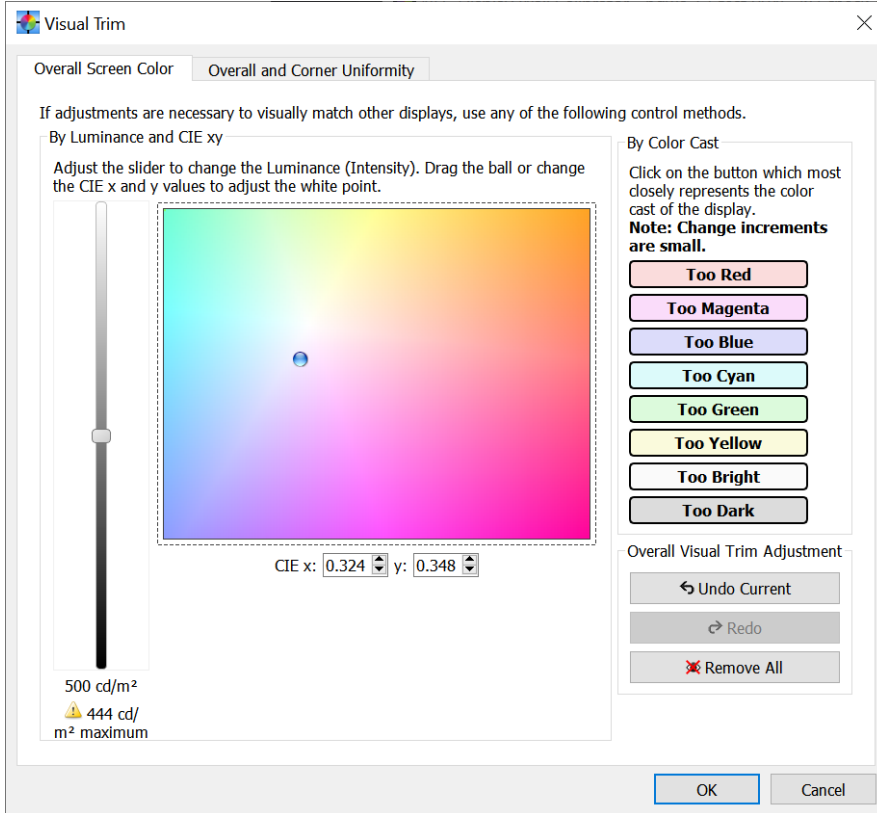 Visual Trim
Overall Screen Color
Overall and Corner Uniformity
If adjustments are necessary to visually match other displays, use any of the following control methods.
By Luminance and CIE xy
Adjust the slider to change the Luminance (Intensity). Drag the ball or change
the CIE x and y values to adjust the white point.
500 cd/m²
444 cd/
m² maximum
CIE x: 0.324 y: 0.348
By Color Cast
Click on the button which most
closely represents the color
cast of the display.
Note: Change increments
are small.
Too Red
Too Magenta
Too Blue
Too Cyan
Too Green
Too Yellow
Too Bright
Too Dark
Overall Visual Trim Adjustment
Undo Current
Redo
Remove All
OK
Cancel